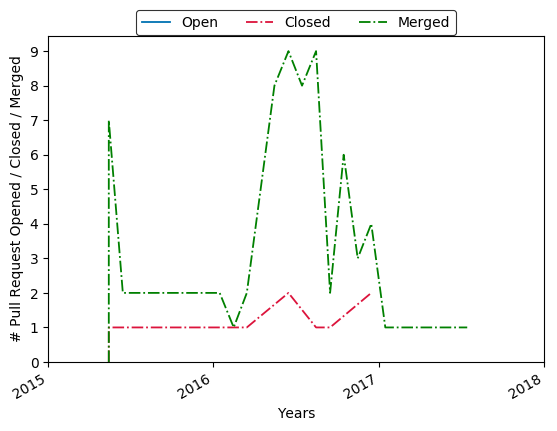 Open Closed Merged
# Pull Request Opened / Closed / Merged
9
8
7
6
5
4
3
2
1
0
2015 2016 2017 2018
Years